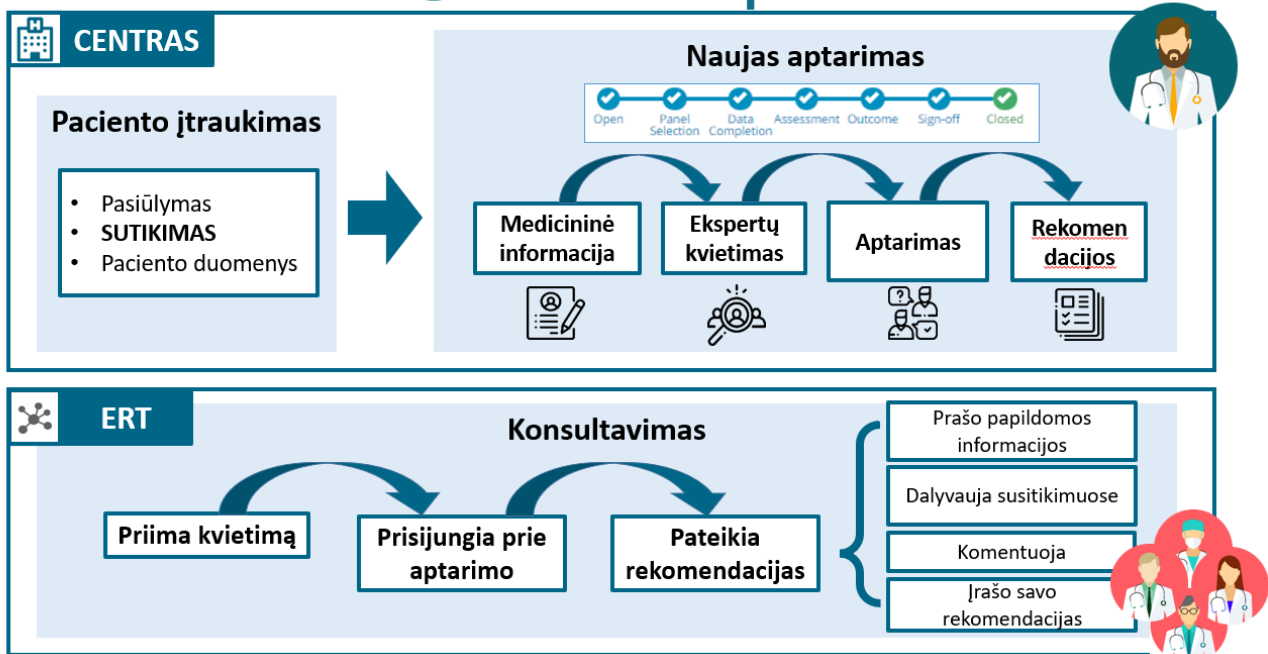 CENTRAS
Paciento įtraukimas
• Pasiūlymas
• SUTIKIMAS
• Paciento duomenys
Naujas aptarimas
Open
Panel Selection
Data Completion
Assessment
Outcome
Sign-off
Closed
Medicininė
informacija
Ekspertų
kvietimas
Aptarimas
Rekomen
dacijos
ERT
Konsultavimas
Priima kvietimą
Prisijungia prie
aptarimo
Pateikia
rekomendacijas
Prašo papildomos
informacijos
Dalyvauja susitikimuose
Komentuoja
Įrašo savo
rekomendacijas